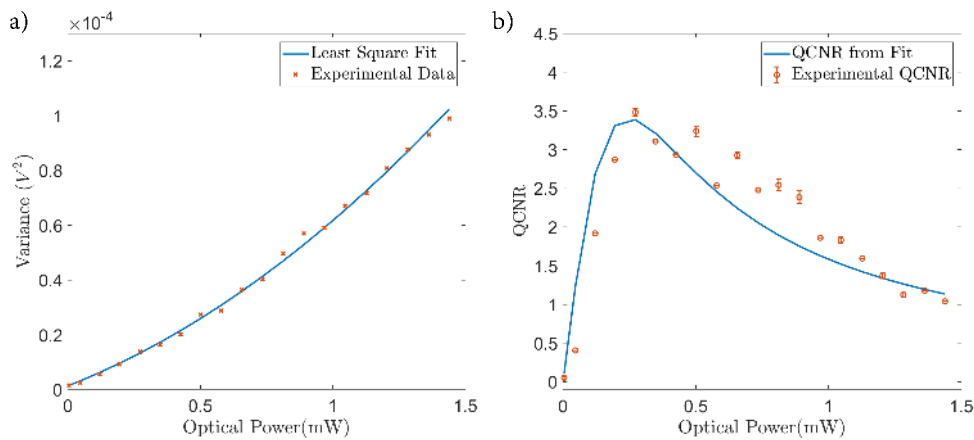 a)
×10⁻⁴
Least Square Fit
Experimental Data
Variance (V²)
1.2
1
0.8
0.6
0.4
0.2
0
0 0.5 1 1.5
Optical Power(mW)
b)
QCNR from Fit
Experimental QCNR
QCNR
4.5
4
3.5
3
2.5
2
1.5
1
0.5
0
0 0.5 1 1.5
Optical Power(mW)